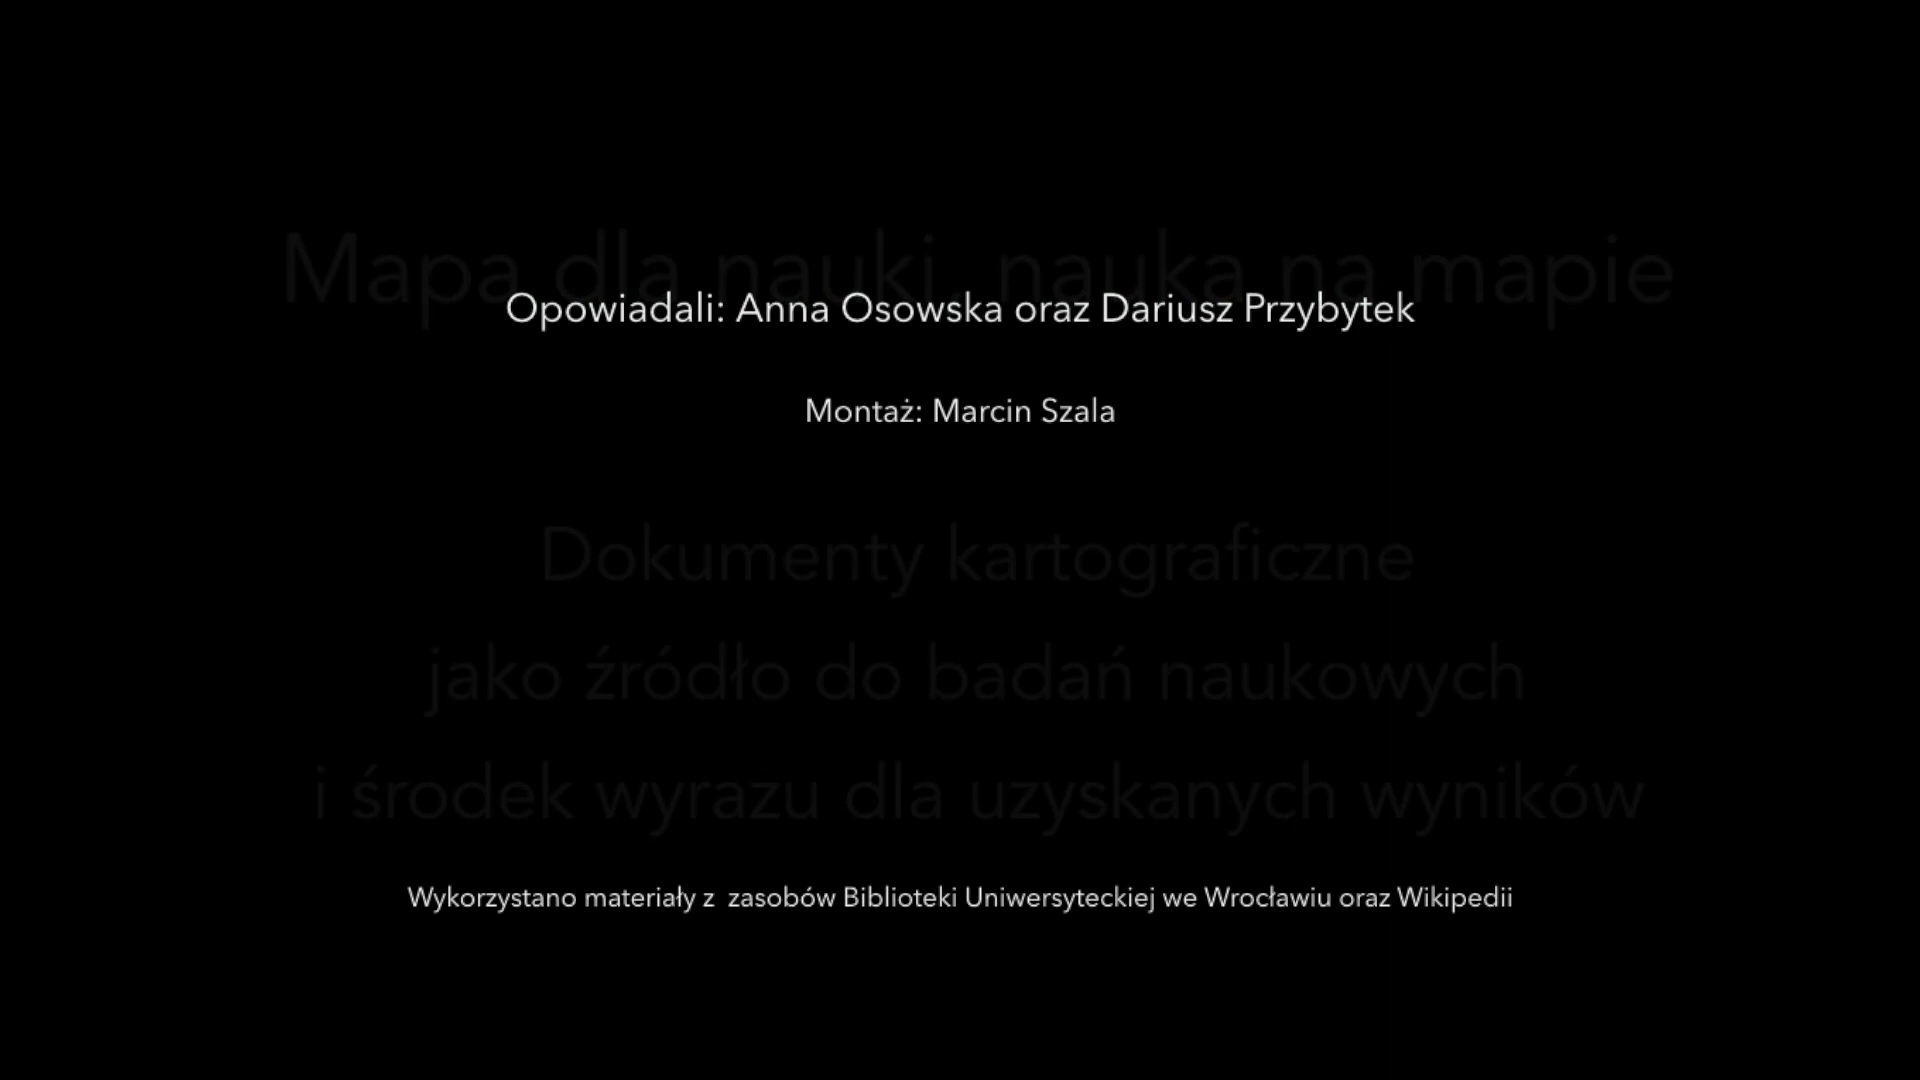 Mapa dla nauki, nauka na mapie
Opowiadali: Anna Osowska oraz Dariusz Przybytek
Montaż: Marcin Szala
Dokumenty kartograficzne
jako źródło do badań naukowych
i środek wyrazu dla uzyskanych wyników
Wykorzystano materiały z  zasobów Biblioteki Uniwersyteckiej we Wrocławiu oraz Wikipedii